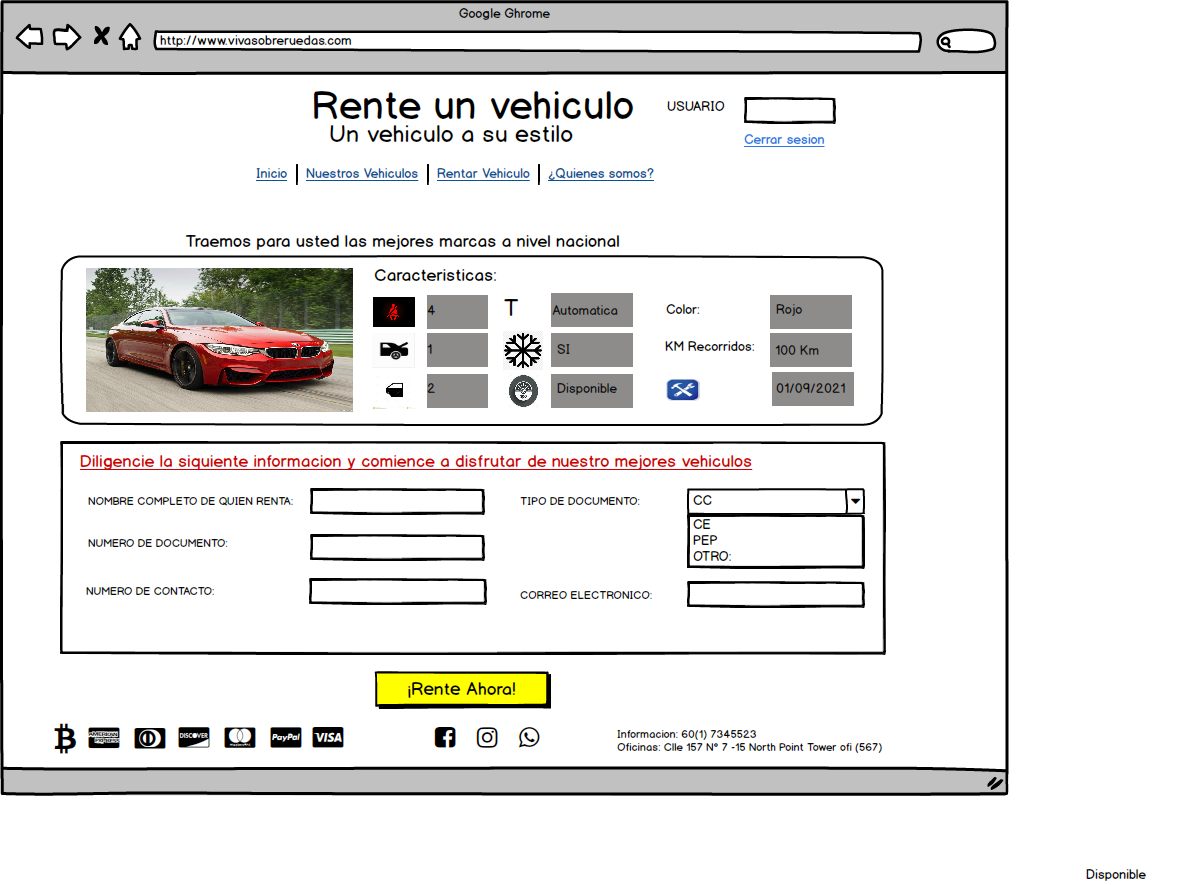 Google Ghrome
http://www.vivasobreruedas.com
Rente un vehiculo
Un vehiculo a su estilo
USUARIO
Cerrar sesion
Inicio
Nuestros Vehiculos
Rentar Vehiculo
¿Quienes somos?
Traemos para usted las mejores marcas a nivel nacional
Caracteristicas:
4
T
Automatica
Color:
Rojo
1
SI
KM Recorridos:
100 Km
2
Disponible
01/09/2021
Diligencie la siquiente informacion y comience a disfrutar de nuestro mejores vehiculos
NOMBRE COMPLETO DE QUIEN RENTA:
TIPO DE DOCUMENTO:
CC
CE
PEP
OTRO:
NUMERO DE DOCUMENTO:
NUMERO DE CONTACTO:
CORREO ELECTRONICO:
¡Rente Ahora!
AMERICAN EXPRESS
DISCOVER
MasterCard
PayPal
VISA
Informacion: 60(1) 7345523
Oficinas: Clle 157 N° 7 -15 North Point Tower ofi (567)
Disponible